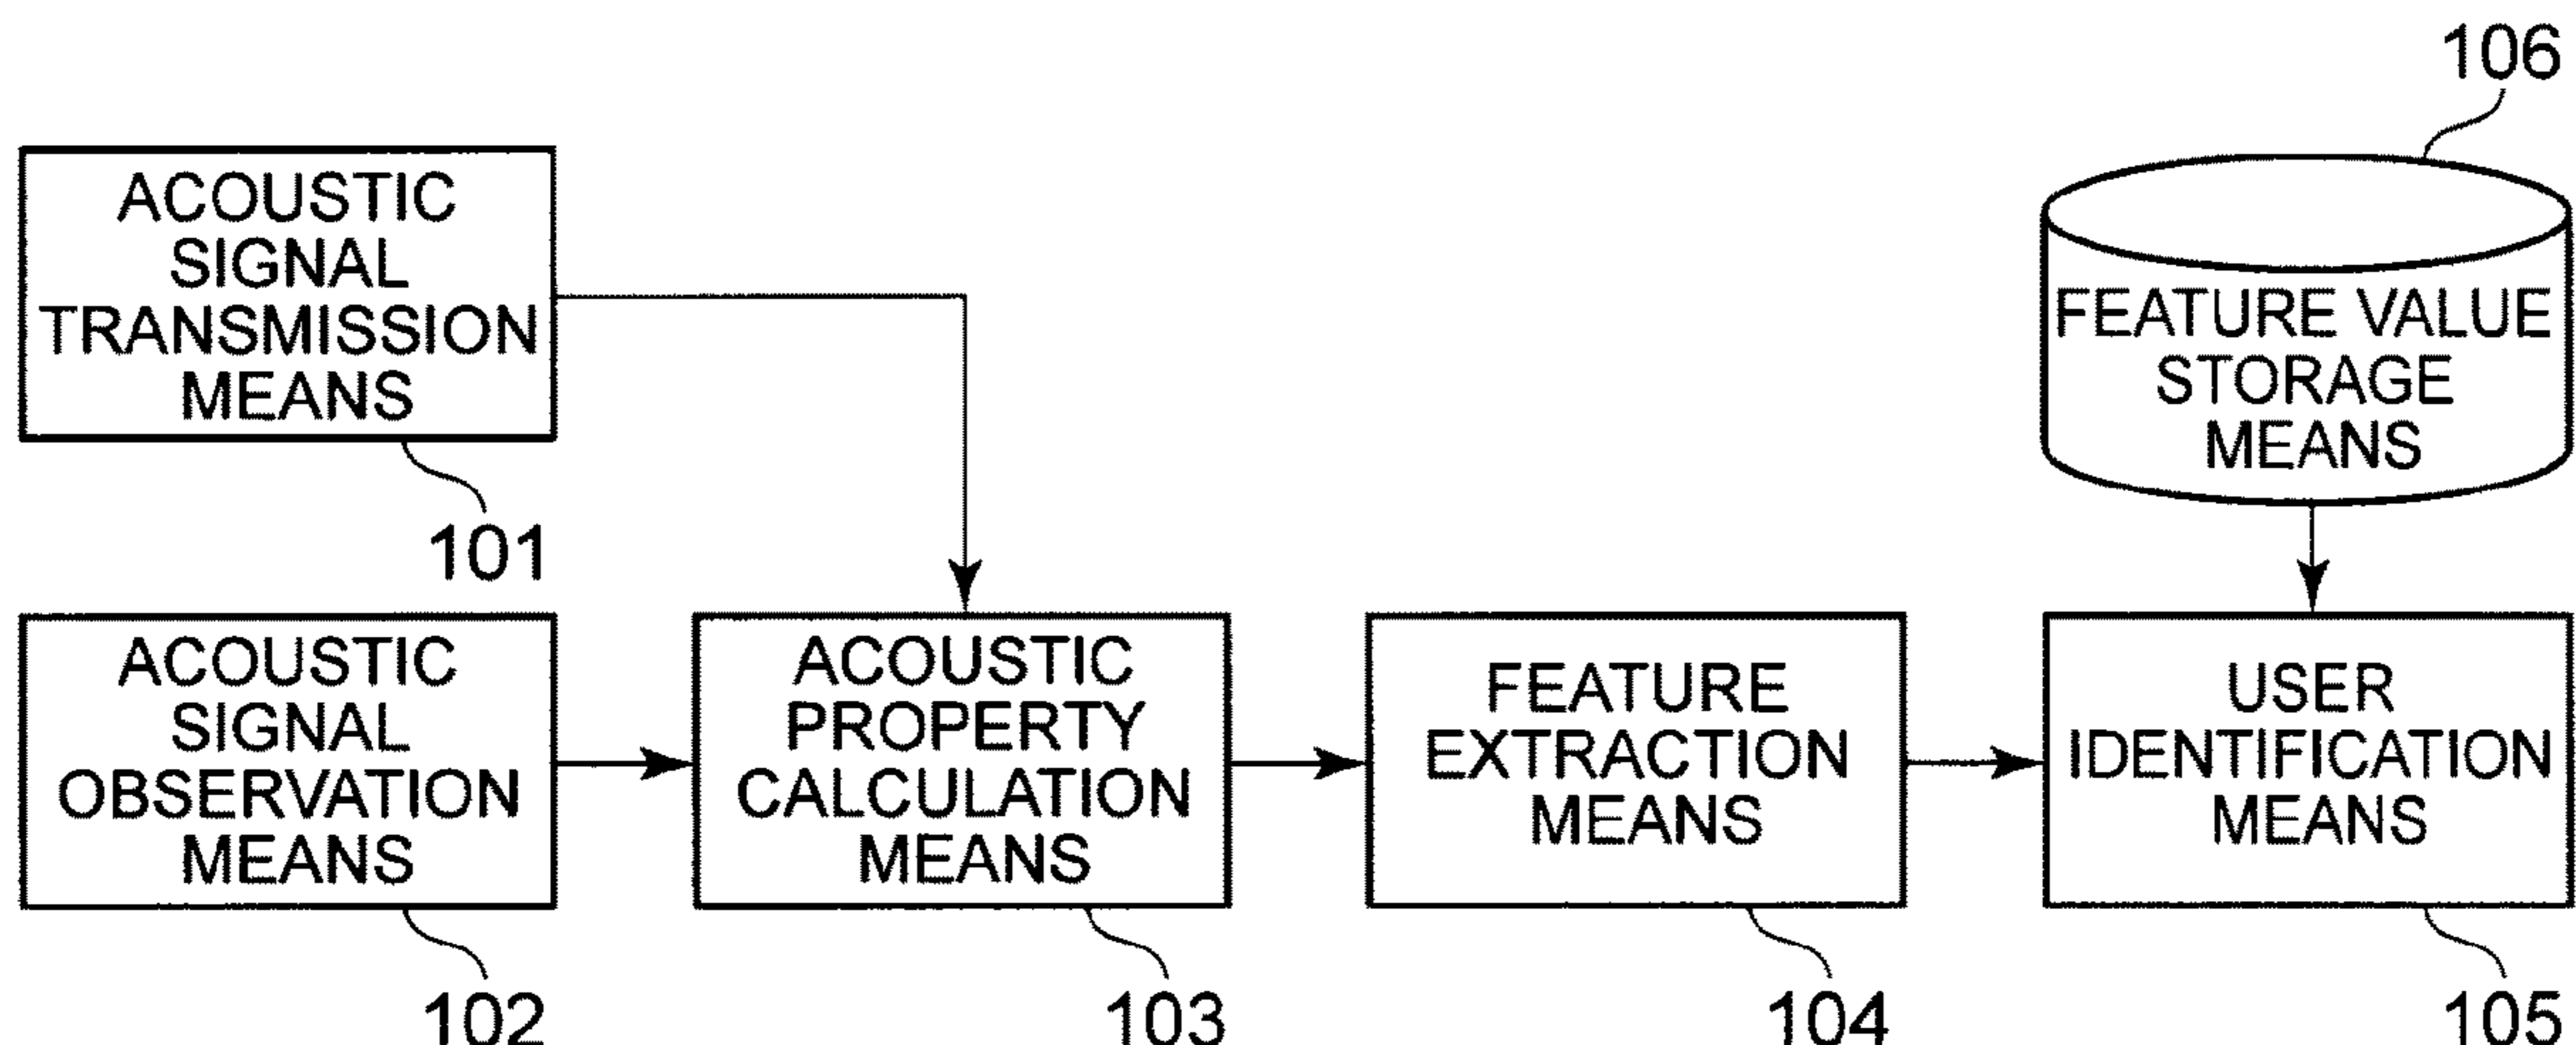 106
ACOUSTIC
SIGNAL
TRANSMISSION
MEANS
101
FEATURE VALUE
STORAGE
MEANS
ACOUSTIC
SIGNAL
OBSERVATION
MEANS
102
ACOUSTIC
PROPERTY
CALCULATION
MEANS
103
FEATURE
EXTRACTION
MEANS
104
USER
IDENTIFICATION
MEANS
105